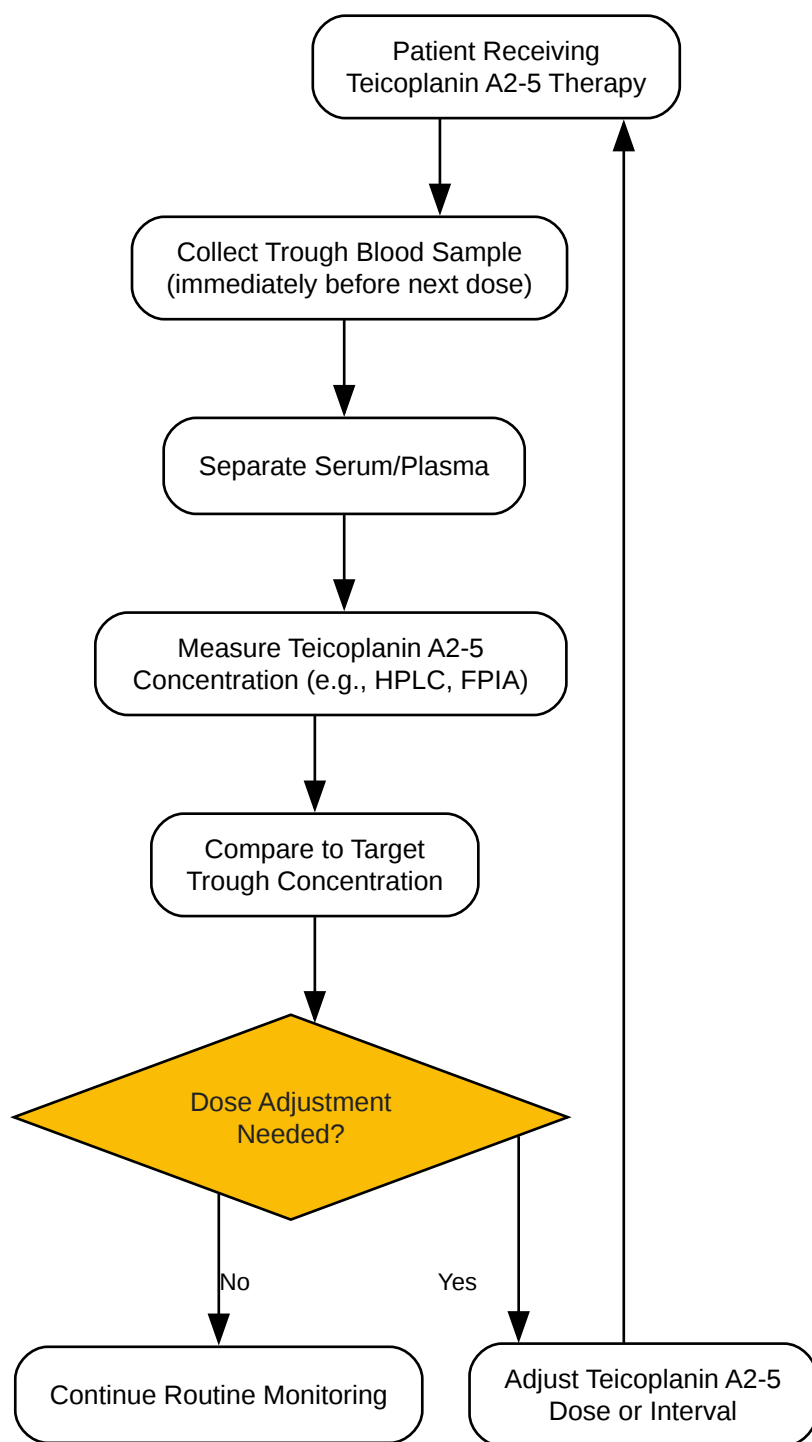 Patient Receiving
Teicoplanin A2-5 Therapy
Collect Trough Blood Sample
(immediately before next dose)
Separate Serum/Plasma
Measure Teicoplanin A2-5
Concentration (e.g., HPLC, FPIA)
Compare to Target
Trough Concentration
Dose Adjustment
Needed?
No
Yes
Continue Routine Monitoring
Adjust Teicoplanin A2-5
Dose or Interval